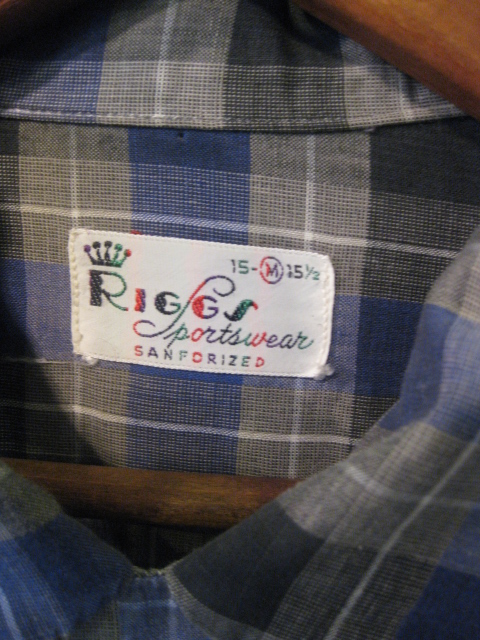 15-M 15½
RIGGS
Sportswear
SANFORIZED